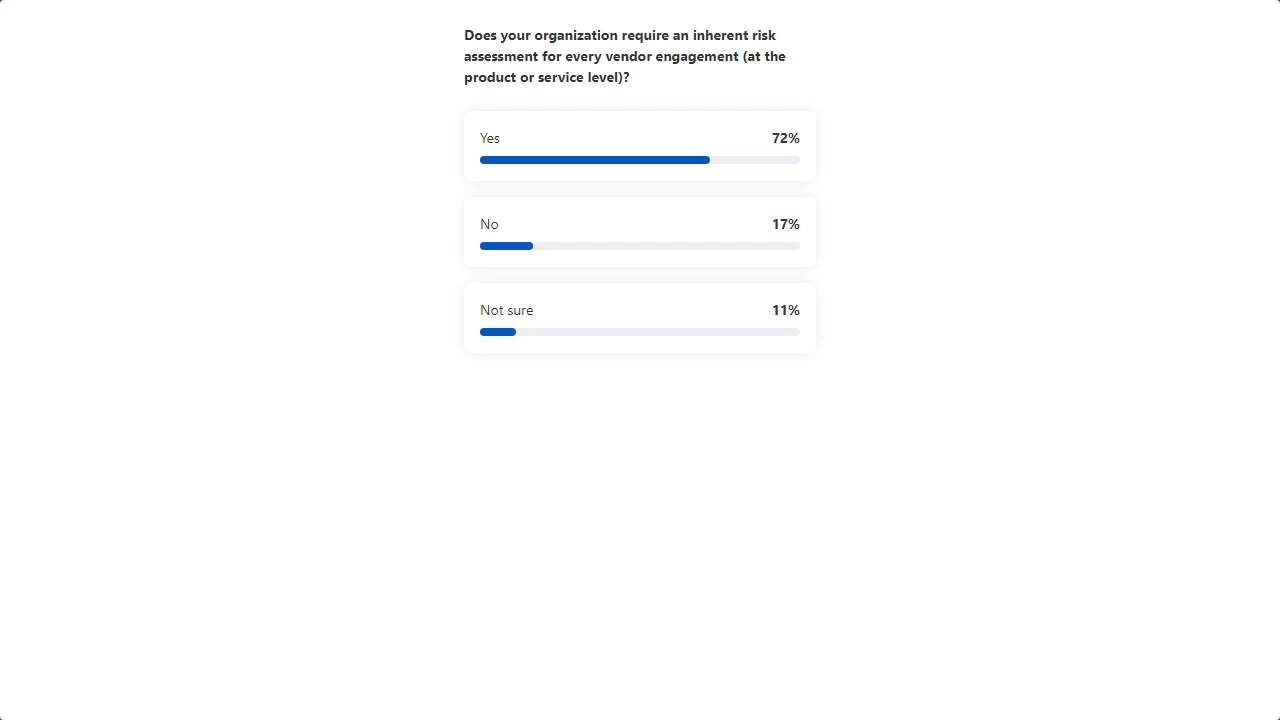 Does your organization require an inherent risk
assessment for every vendor engagement (at the
product or service level)?
Yes 72%
No 17%
Not sure 11%